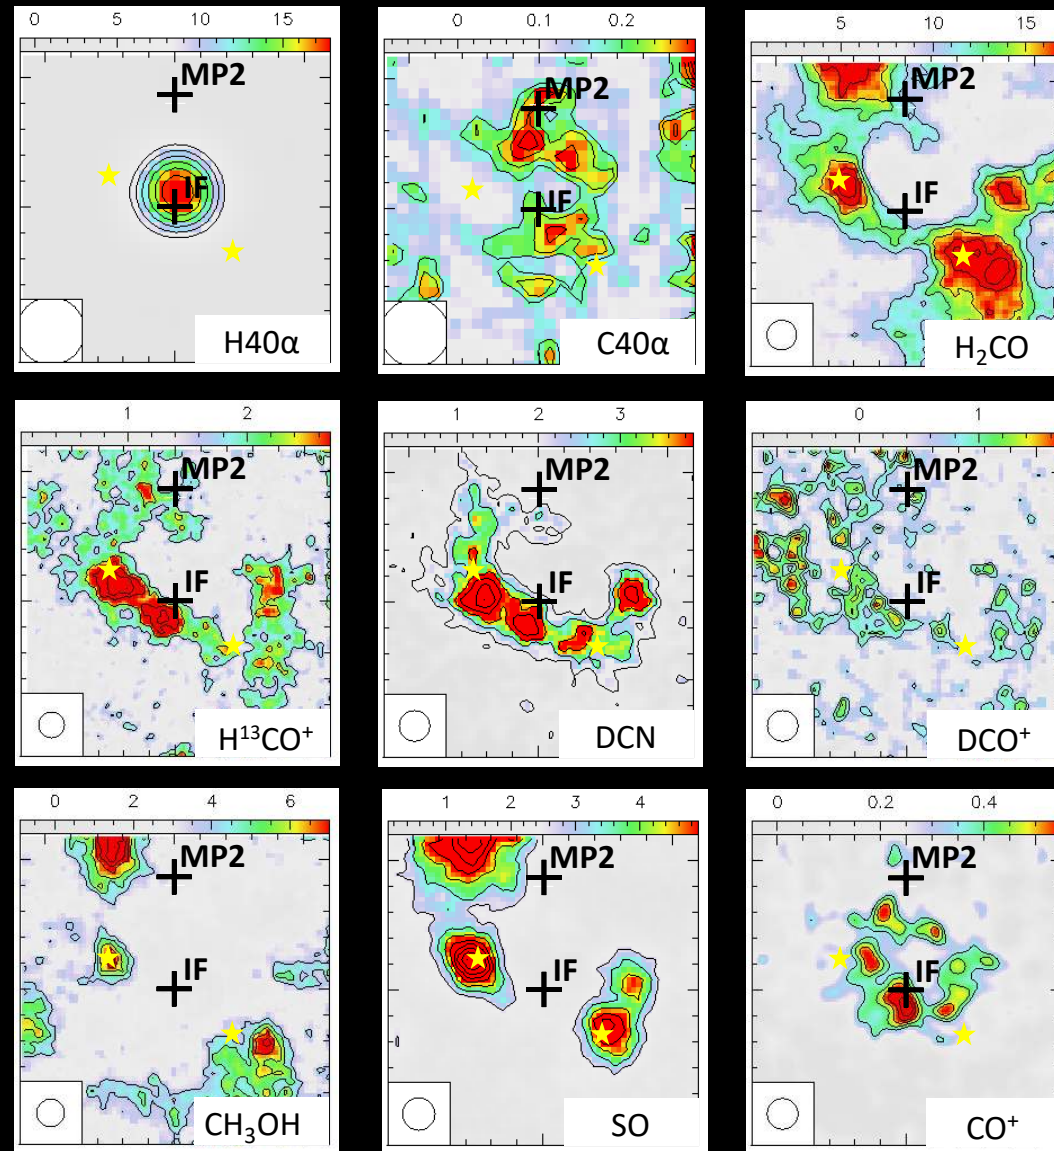 0 5 15
MP2
IF
H40α
0 0.1 0.2
MP2
IF
C40α
5 10 15
MP2
IF
H₂CO
1 2
MP2
IF
H¹³CO⁺
1 2 3
MP2
IF
DCN
0 1
MP2
IF
DCO⁺
0 2 4 6
MP2
IF
CH₃OH
1 2 3 4
MP2
IF
SO
0 0.2 0.4
MP2
IF
CO⁺